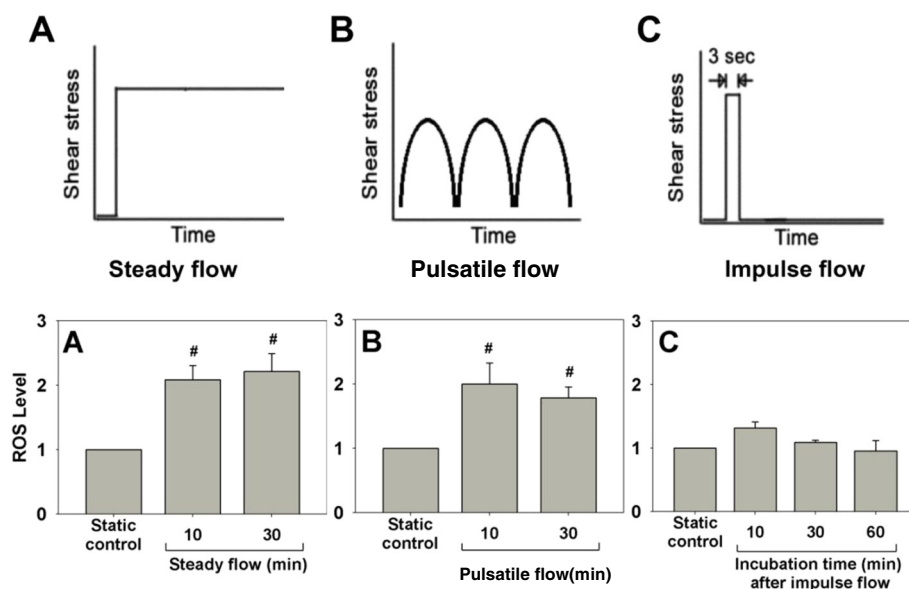 A
Shear stress
Time
Steady flow
B
Shear stress
Time
Pulsatile flow
C
3 sec
Shear stress
Time
Impulse flow
A
ROS Level
3
2
1
0
#
#
Static
control
10
30
Steady flow (min)
B
3
2
1
0
#
#
Static
control
10
30
Pulsatile flow(min)
C
3
2
1
0
Static
control
10
30
60
Incubation time (min)
after impulse flow